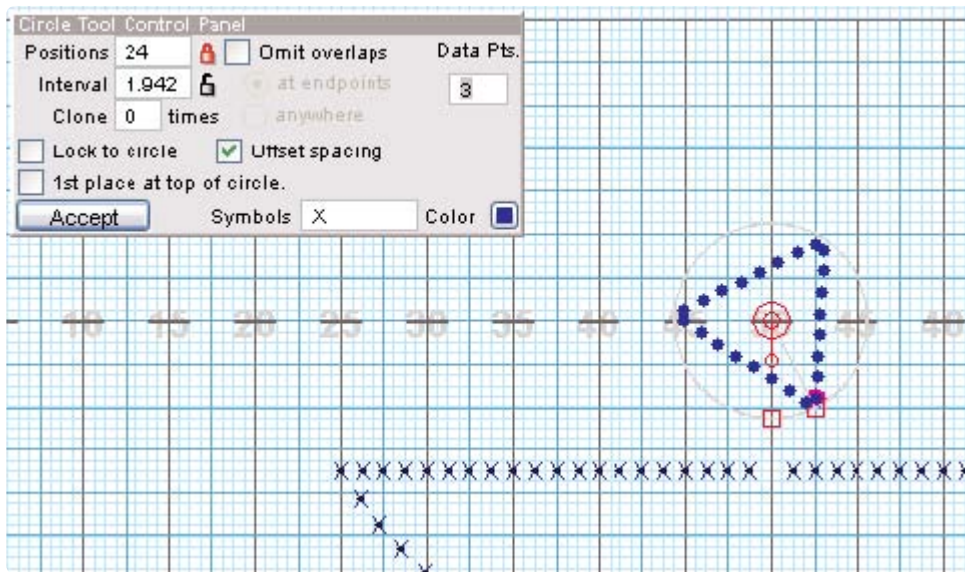 Circle Tool Control Panel
Positions 24 Omit overlaps Data Pts.
Interval 1.942 at endpoints 3
Clone 0 times anywhere
Lock to circle Offset spacing
1st place at top of circle.
Accept Symbols X Color
10 15 20 25 30 35 40 45 45 40